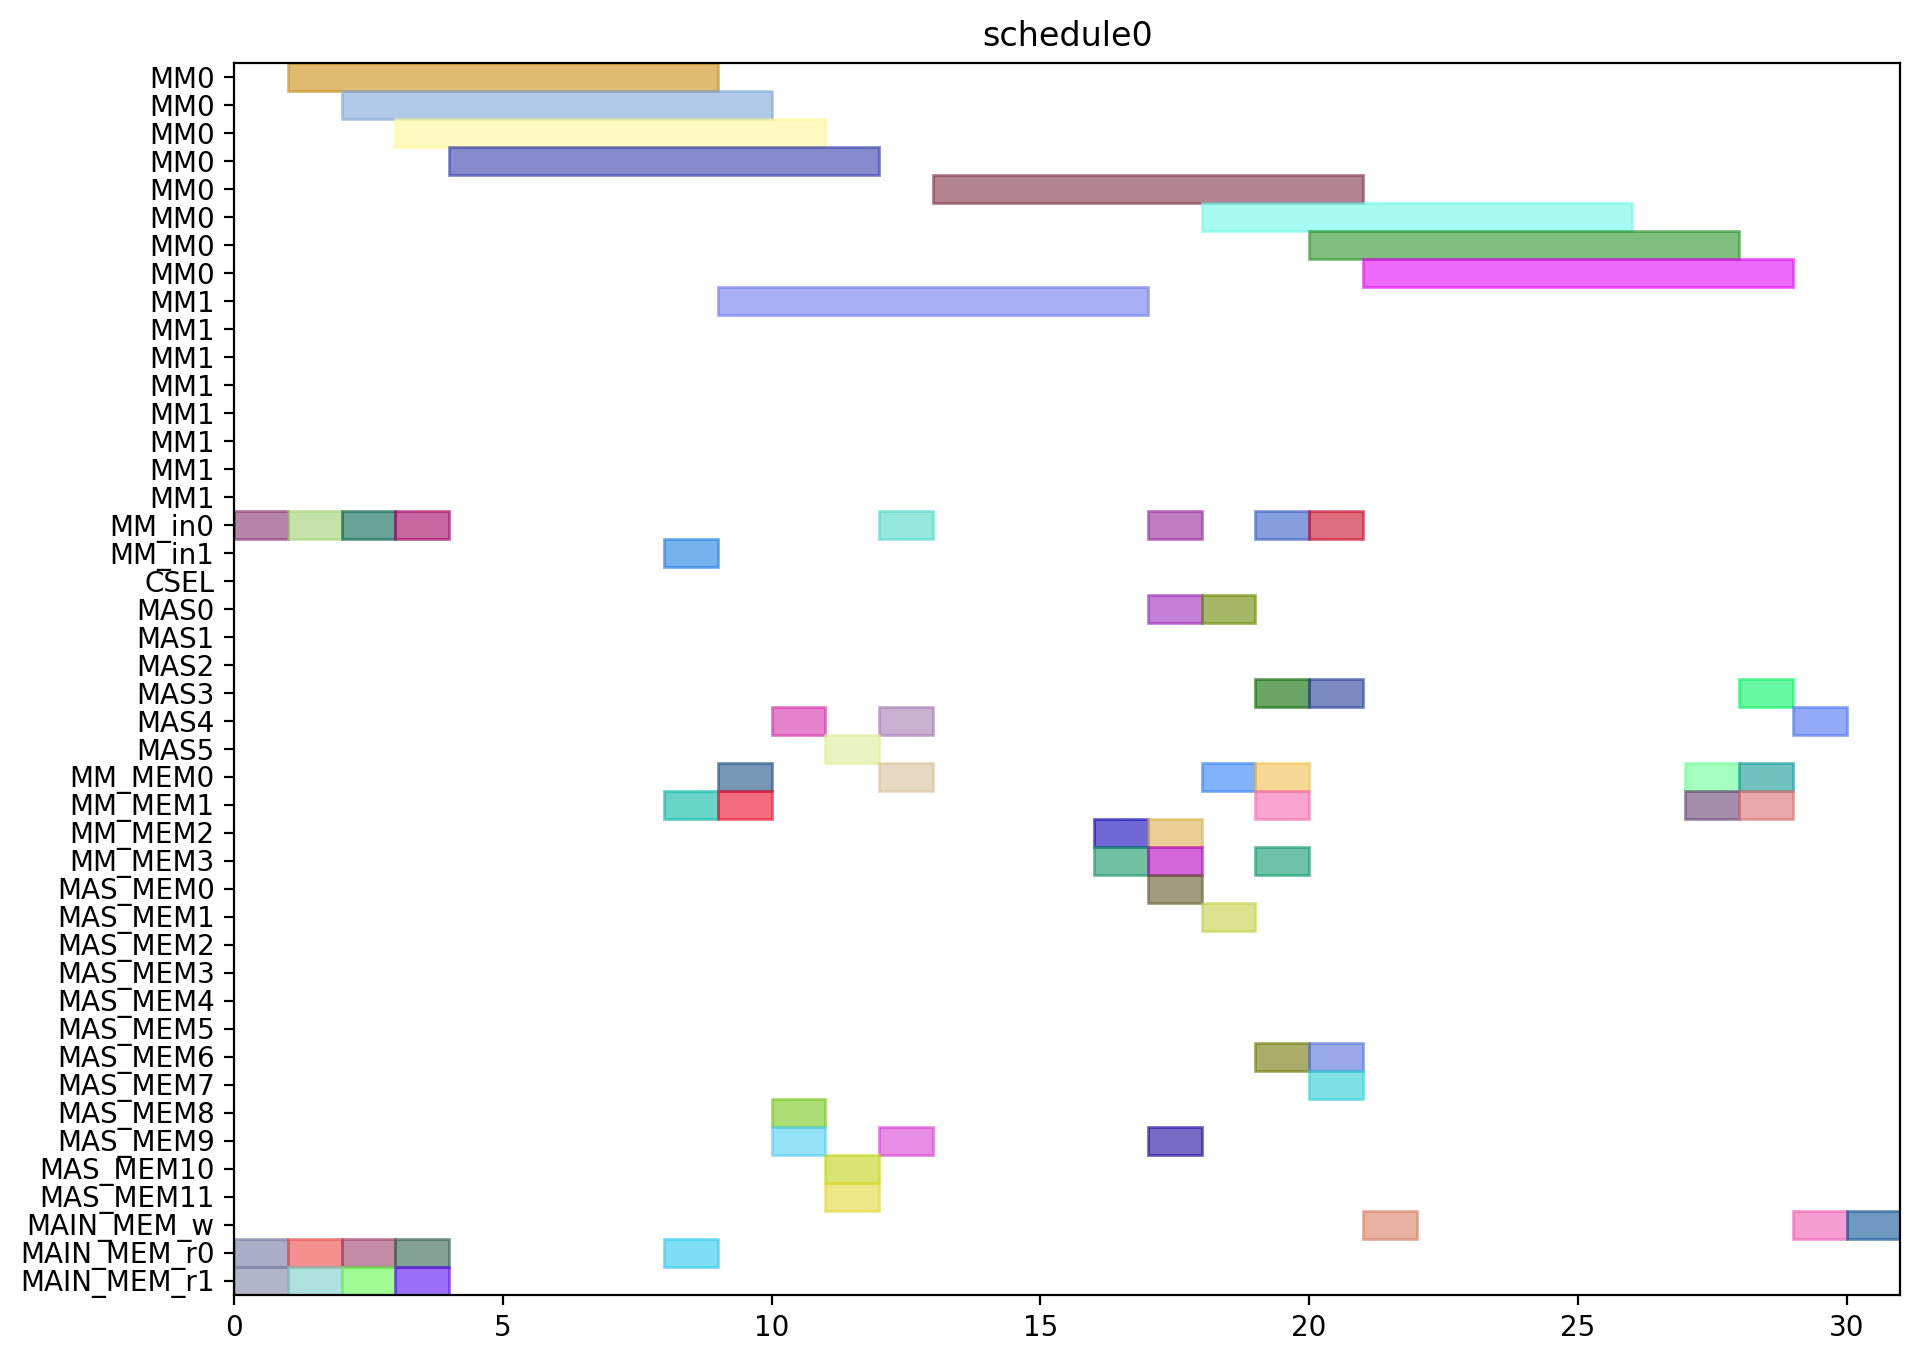 schedule0
MM0
MM0
MM0
MM0
MM0
MM0
MM0
MM0
MM1
MM1
MM1
MM1
MM1
MM1
MM1
MM1
MM_in0
MM_in1
CSEL
MAS0
MAS1
MAS2
MAS3
MAS4
MAS5
MM_MEM0
MM_MEM1
MM_MEM2
MM_MEM3
MAS_MEM0
MAS_MEM1
MAS_MEM2
MAS_MEM3
MAS_MEM4
MAS_MEM5
MAS_MEM6
MAS_MEM7
MAS_MEM8
MAS_MEM9
MAS_MEM10
MAS_MEM11
MAIN_MEM_w
MAIN_MEM_r0
MAIN_MEM_r1
0 5 10 15 20 25 30